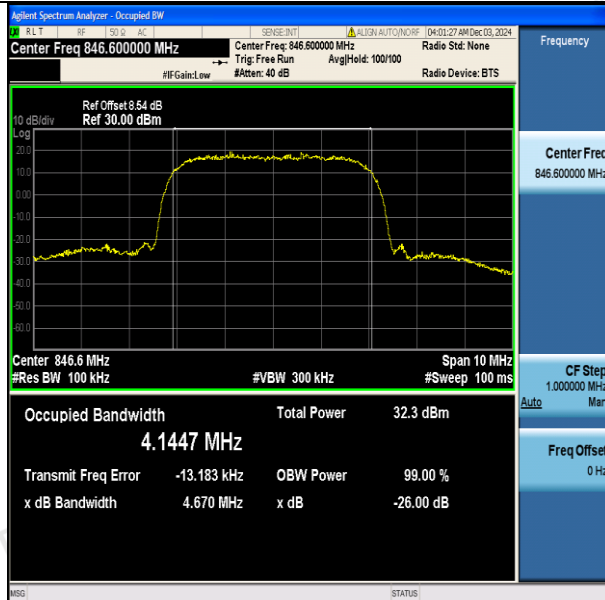 Agilent Spectrum Analyzer - Occupied BW
RLT RF 50 Ω AC SENSE:INT ALIGN AUTO/NORF 04:01:27 AM Dec 03, 2024
Center Freq 846.600000 MHz
Center Freq: 846.600000 MHz Radio Std: None
Trig: Free Run Avg|Hold: 100/100
#IFGain:Low #Atten: 40 dB Radio Device: BTS
Frequency
Ref Offset 8.54 dB
10 dB/div Ref 30.00 dBm
Log
20.0
10.0
0.00
-10.0
-20.0
-30.0
-40.0
-50.0
-60.0
Center 846.6 MHz Span 10 MHz
#Res BW 100 kHz #VBW 300 kHz #Sweep 100 ms
Center Freq
846.600000 MHz
CF Step
1.000000 MHz
Auto Man
Freq Offset
0 Hz
Occupied Bandwidth Total Power 32.3 dBm
4.1447 MHz
Transmit Freq Error -13.183 kHz OBW Power 99.00 %
x dB Bandwidth 4.670 MHz x dB -26.00 dB
MSG STATUS